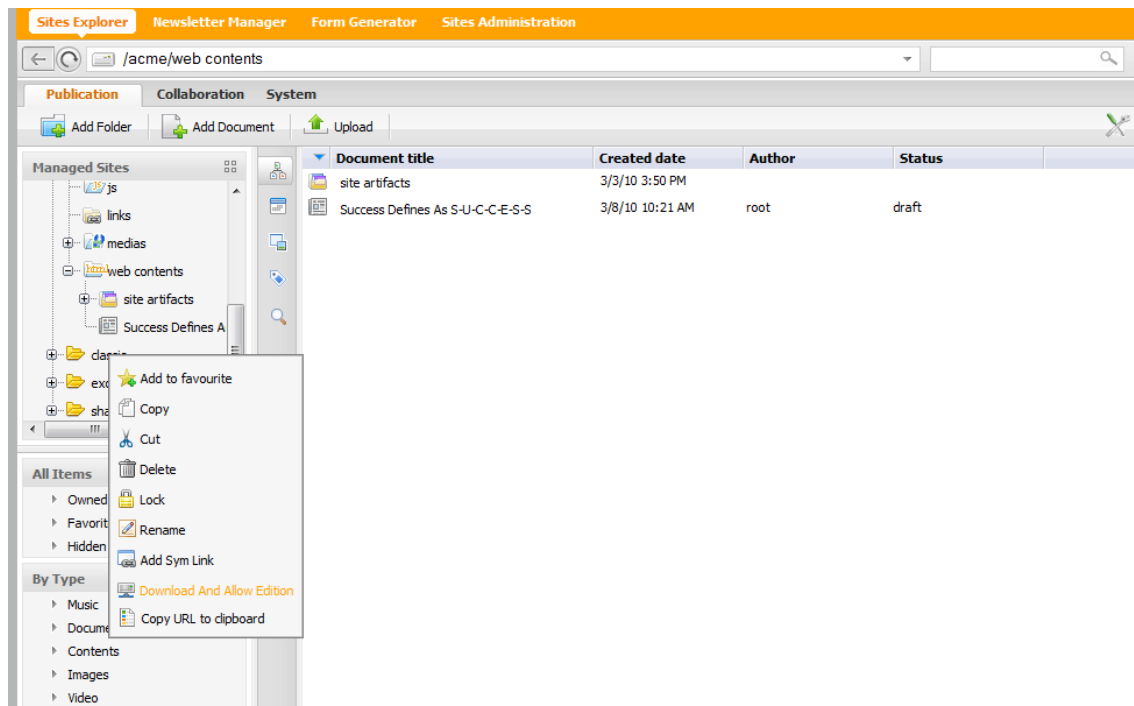 Sites Explorer Newsletter Manager Form Generator Sites Administration
/acme/web contents
Publication Collaboration System
Add Folder Add Document Upload
Managed Sites
js
links
medias
web contents
site artifacts
Success Defines A
classic
exo
sha
Document title Created date Author Status
site artifacts 3/3/10 3:50 PM
Success Defines As S-U-C-C-E-S-S 3/8/10 10:21 AM root draft
Add to favourite
Copy
Cut
Delete
Lock
Rename
Add Sym Link
Download And Allow Edition
Copy URL to clipboard
All Items
Owned
Favorit
Hidden
By Type
Music
Docume
Contents
Images
Video